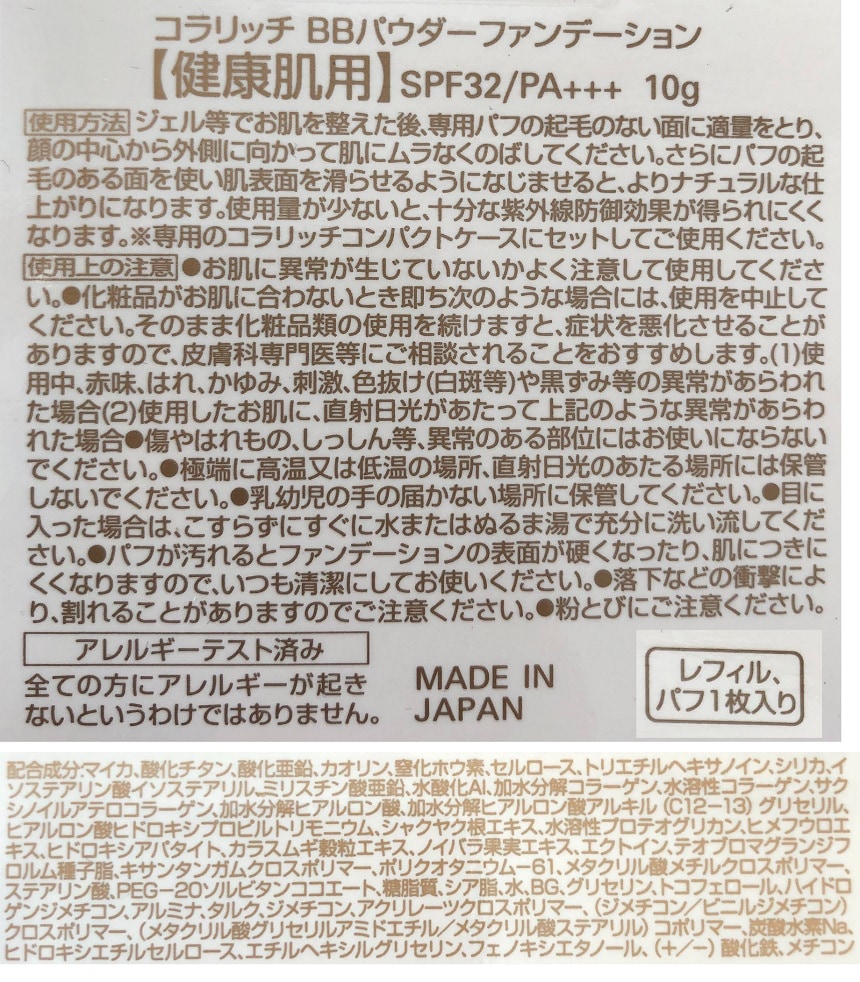 コラリッチ BBパウダーファンデーション
【健康肌用】SPF32/PA+++ 10g
使用方法 ジェル等でお肌を整えた後、専用パフの起毛のない面に適量をとり、
顔の中心から外側に向かって肌にムラなくのばしてください。さらにパフの起
毛のある面を使い肌表面を滑らせるようになじませると、よりナチュラルな仕
上がりになります。使用量が少ないと、十分な紫外線防御効果が得られにくく
なります。※専用のコラリッチコンパクトケースにセットしてご使用ください。
使用上の注意 ●お肌に異常が生じていないかよく注意して使用してくださ
い。●化粧品がお肌に合わないとき即ち次のような場合には、使用を中止して
ください。そのまま化粧品類の使用を続けますと、症状を悪化させることが
ありますので、皮膚科専門医等にご相談されることをおすすめします。(1)使
用中、赤味、はれ、かゆみ、刺激、色抜け(白斑等)や黒ずみ等の異常があらわれ
た場合(2)使用したお肌に、直射日光があたって上記のような異常があらわ
れた場合●傷やはれもの、しっしん等、異常のある部位にはお使いにならない
でください。●極端に高温又は低温の場所、直射日光のあたる場所には保管
しないでください。●乳幼児の手の届かない場所に保管してください。●目に
入った場合は、こすらずにすぐに水またはぬるま湯で充分に洗い流してくだ
さい。●パフが汚れるとファンデーションの表面が硬くなったり、肌につきに
くくなりますので、いつも清潔にしてお使いください。●落下などの衝撃によ
り、割れることがありますのでご注意ください。●粉とびにご注意ください。
アレルギーテスト済み
全ての方にアレルギーが起き
ないというわけではありません。
MADE IN
JAPAN
レフィル、
パフ1枚入り
配合成分:マイカ、酸化チタン、酸化亜鉛、カオリン、窒化ホウ素、セルロース、トリエチルヘキサノイン、シリカ、イ
ソステアリン酸イソステアリル、ミリスチン酸亜鉛、水酸化Al、加水分解コラーゲン、水溶性コラーゲン、サク
シノイルアテロコラーゲン、加水分解ヒアルロン酸、加水分解ヒアルロン酸アルキル(C12-13)グリセリル、
ヒアルロン酸ヒドロキシプロピルトリモニウム、シャクヤク根エキス、水溶性プロテオグリカン、ヒメフウロエ
キス、ヒドロキシアパタイト、カラスムギ穀粒エキス、ノイバラ果実エキス、エクトイン、テオブロマグランジフ
ロルム種子脂、キサンタンガムクロスポリマー、ポリクオタニウム-61、メタクリル酸メチルクロスポリマー、
ステアリン酸、PEG-20ソルビタンココエート、糖脂質、シア脂、水、BG、グリセリン、トコフェロール、ハイドロ
ゲンジメチコン、アルミナ、タルク、ジメチコン、アクリレーツクロスポリマー、(ジメチコン/ビニルジメチコン)
クロスポリマー、(メタクリル酸グリセリルアミドエチル/メタクリル酸ステアリル)コポリマー、炭酸水素Na、
ヒドロキシエチルセルロース、エチルヘキシルグリセリン、フェノキシエタノール、(+/-)酸化鉄、メチコン